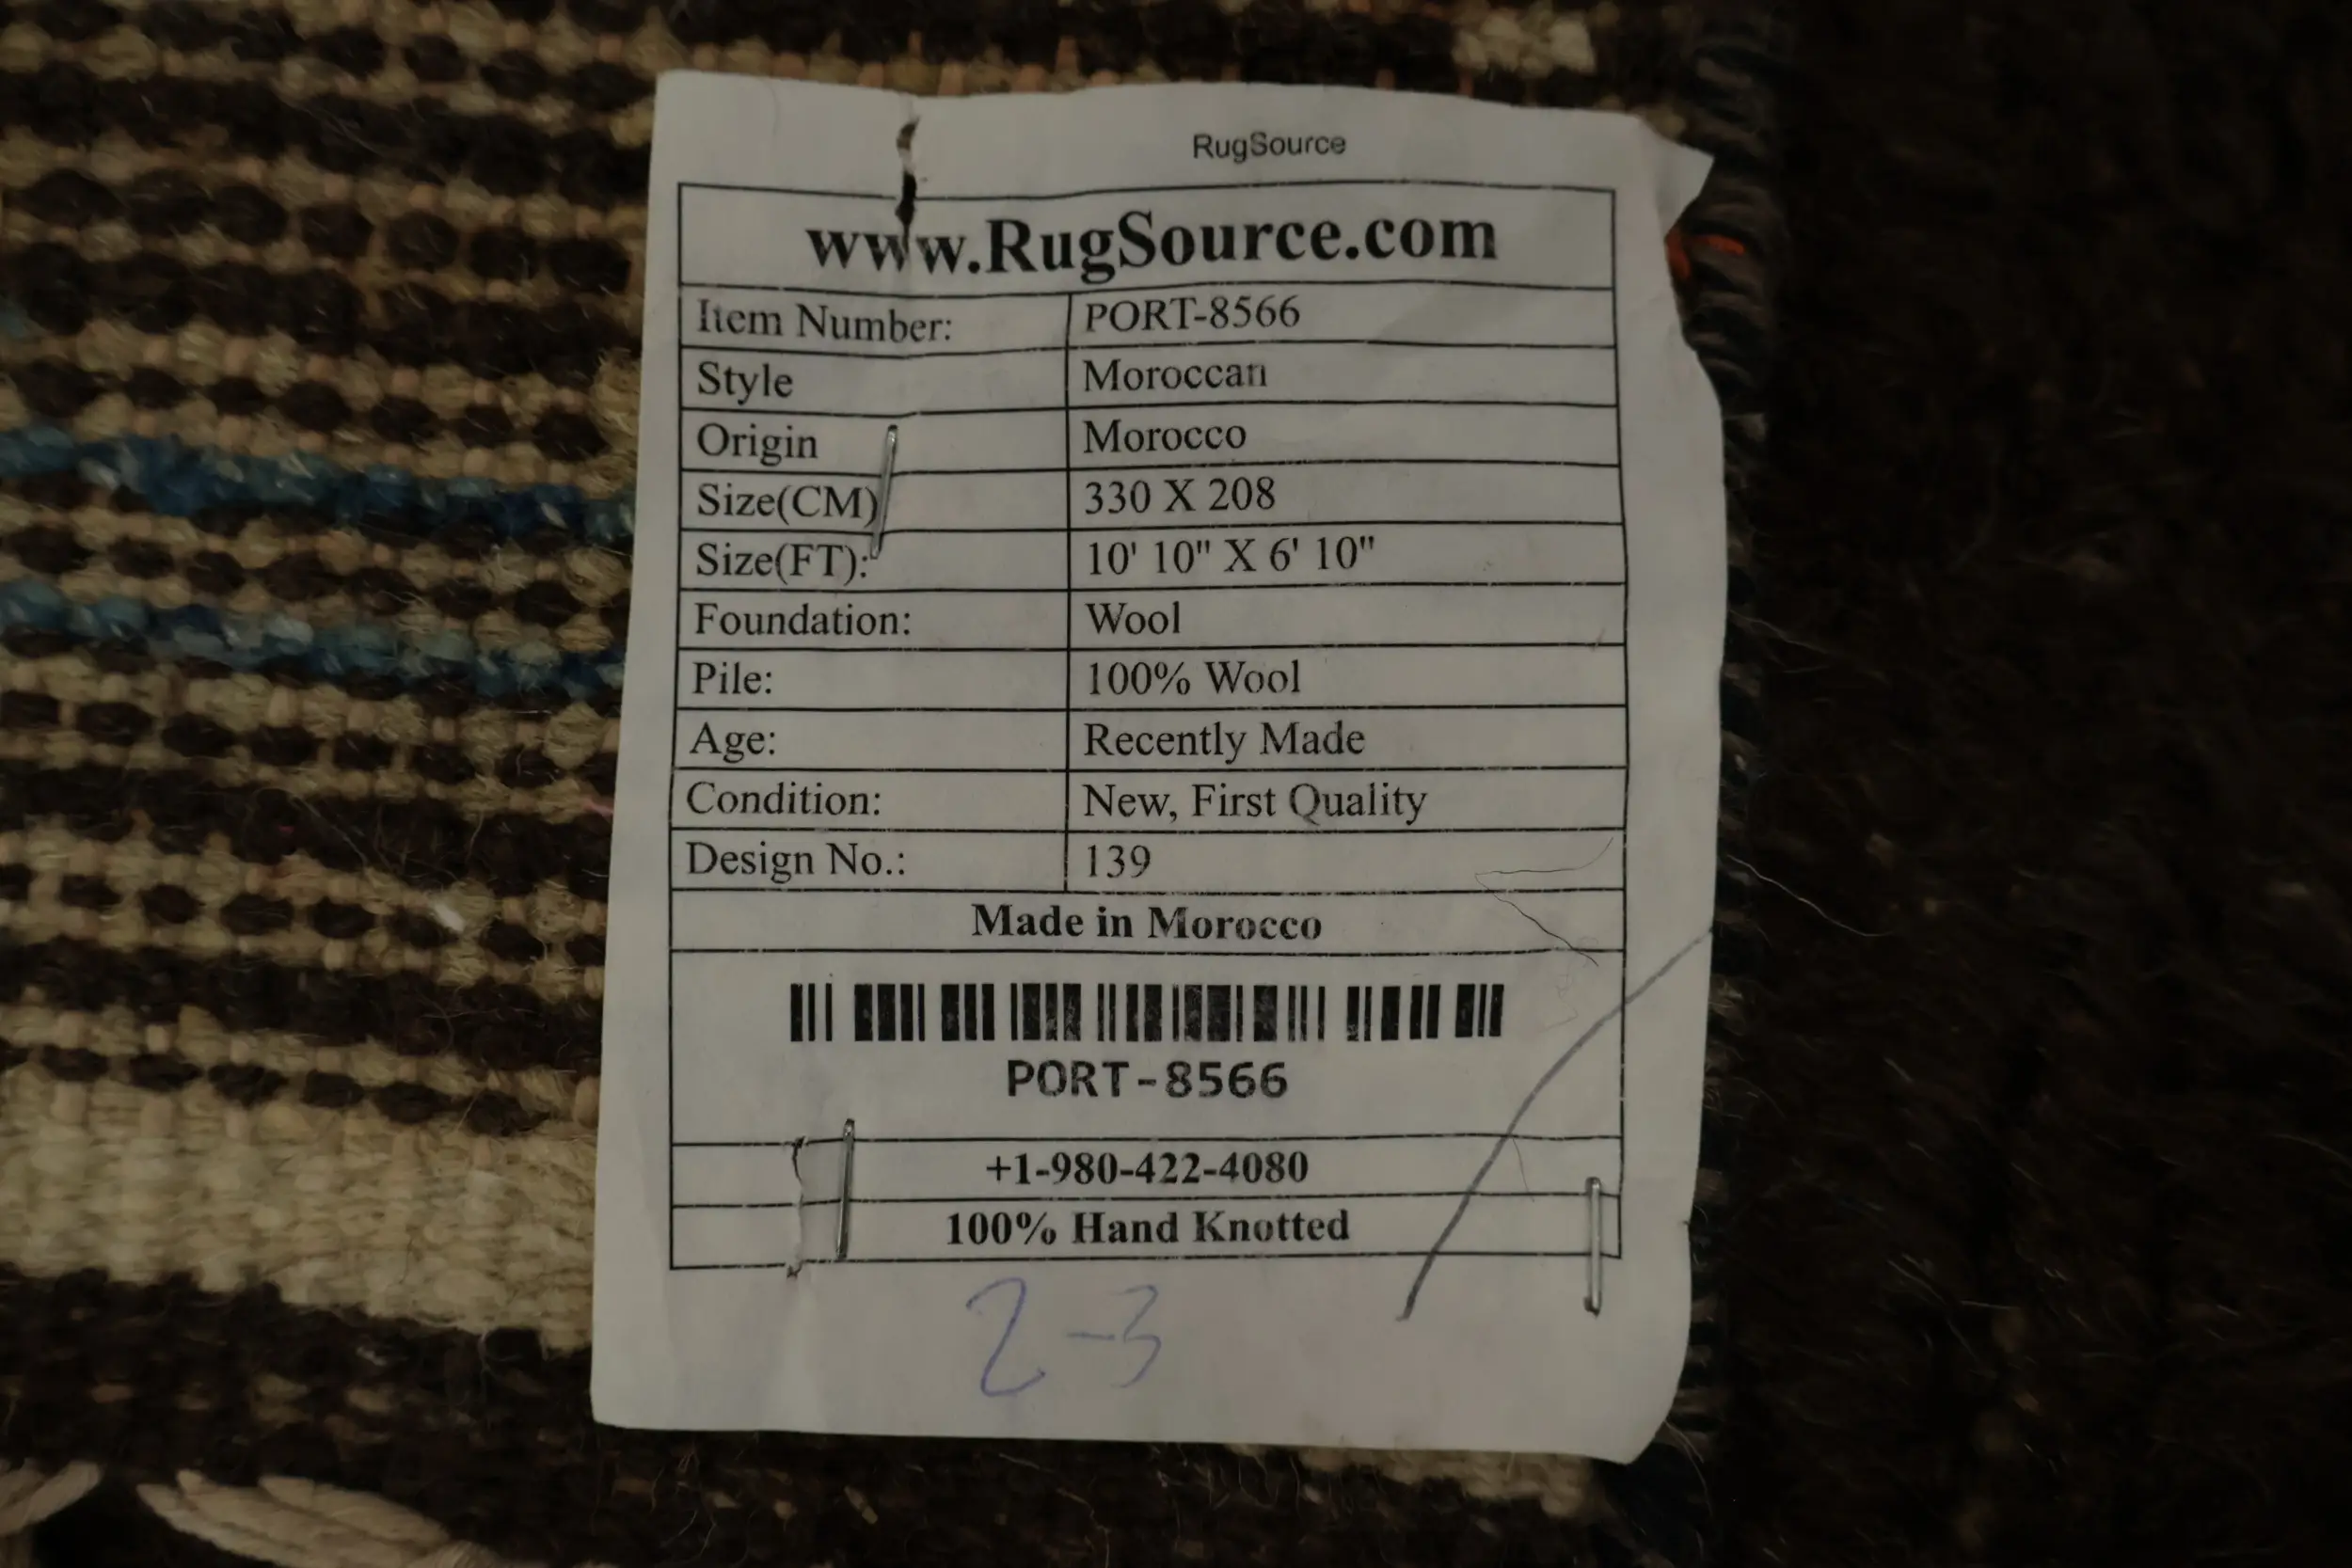 RugSource
www.RugSource.com
Item Number: PORT-8566
Style Moroccan
Origin Morocco
Size(CM) 330 X 208
Size(FT): 10' 10" X 6' 10"
Foundation: Wool
Pile: 100% Wool
Age: Recently Made
Condition: New, First Quality
Design No.: 139
Made in Morocco
PORT-8566
+1-980-422-4080
100% Hand Knotted
2-3